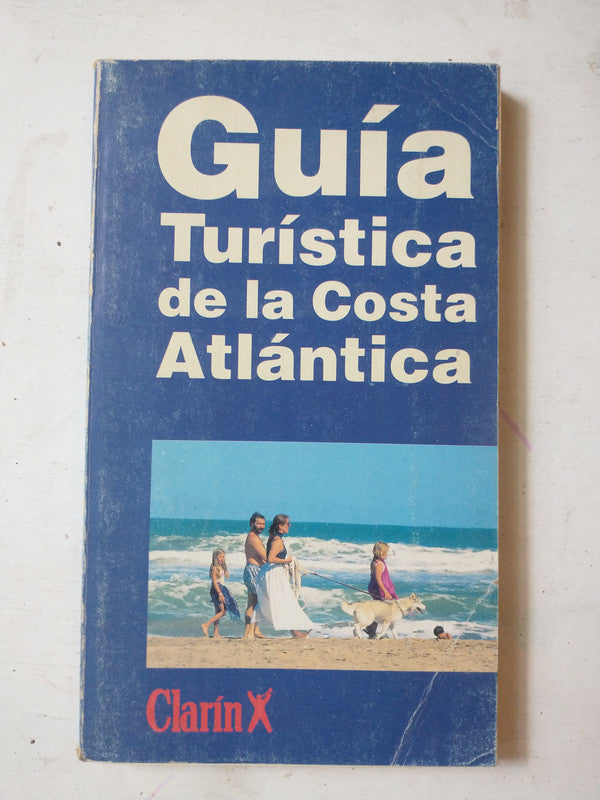 Guía
Turística
de la Costa
Atlántica
Clarín